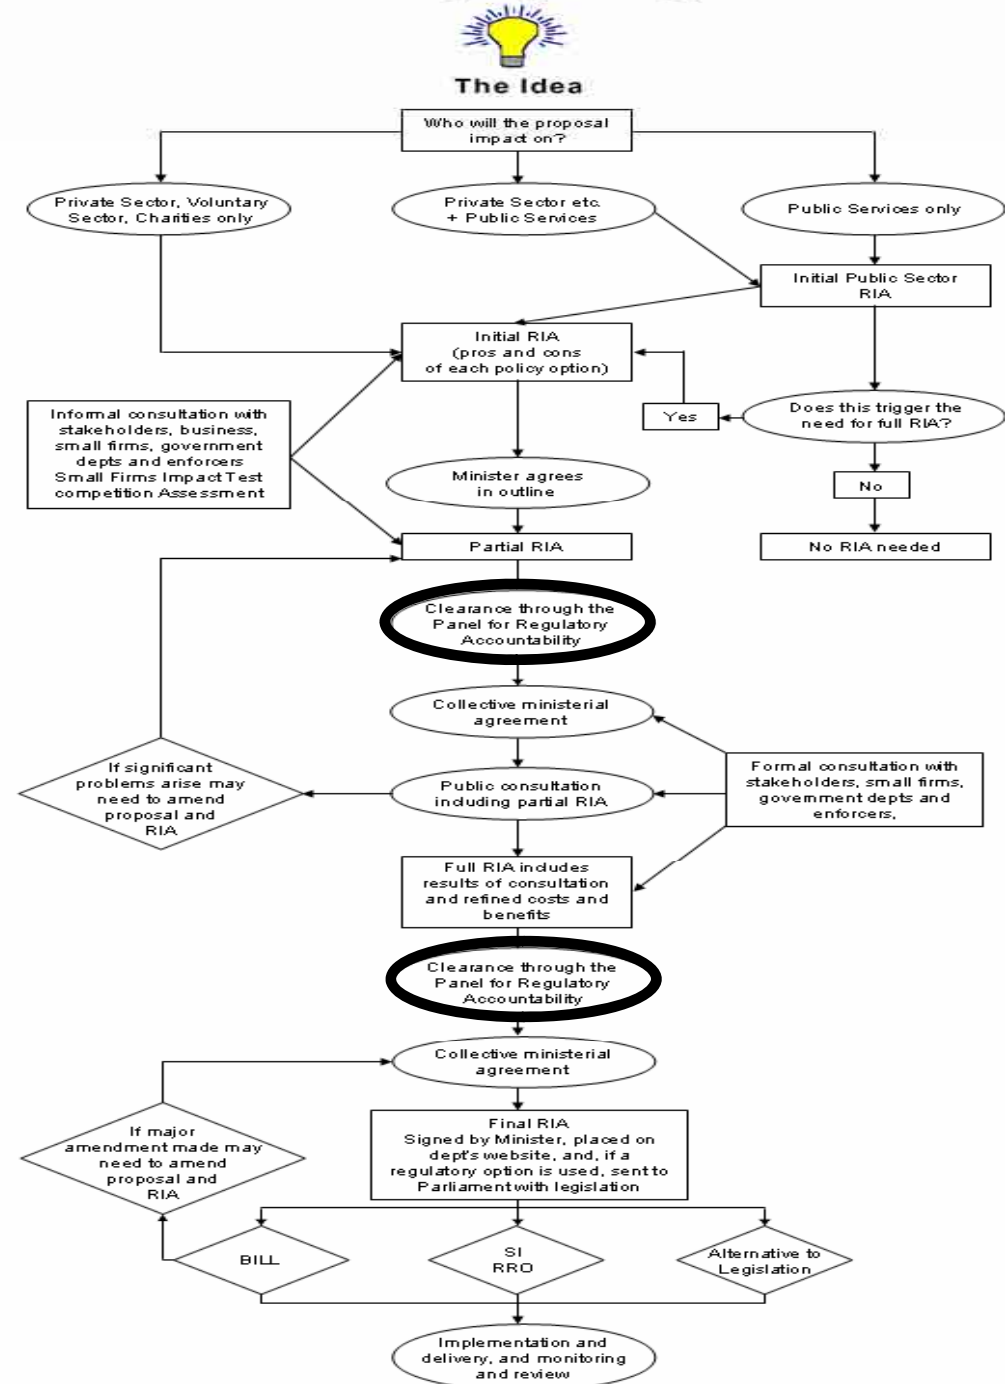 The Idea
Who will the proposal
impact on?
Private Sector, Voluntary
Sector, Charities only
Private Sector etc.
+ Public Services
Public Services only
Initial Public Sector
RIA
Initial RIA
(pros and cons
of each policy option)
Informal consultation with
stakeholders, business,
small firms, government
depts and enforcers
Small Firms Impact Test
competition Assessment
Yes
Does this trigger the
need for full RIA?
Minister agrees
in outline
No
Partial RIA
No RIA needed
Clearance through the
Panel for Regulatory
Accountability
Collective ministerial
agreement
If significant
problems arise may
need to amend
proposal and
RIA
Public consultation
including partial RIA
Formal consultation with
stakeholders, small firms,
government depts and
enforcers.
Full RIA includes
results of consultation
and refined costs and
benefits
Clearance through the
Panel for Regulatory
Accountability
Collective ministerial
agreement
If major
amendment made may
need to amend
proposal and
RIA
Final RIA
Signed by Minister, placed on
dept's website, and, if a
regulatory option is used, sent to
Parliament with legislation
BILL
SI
RRO
Alternative to
Legislation
Implementation and
delivery, and monitoring
and review